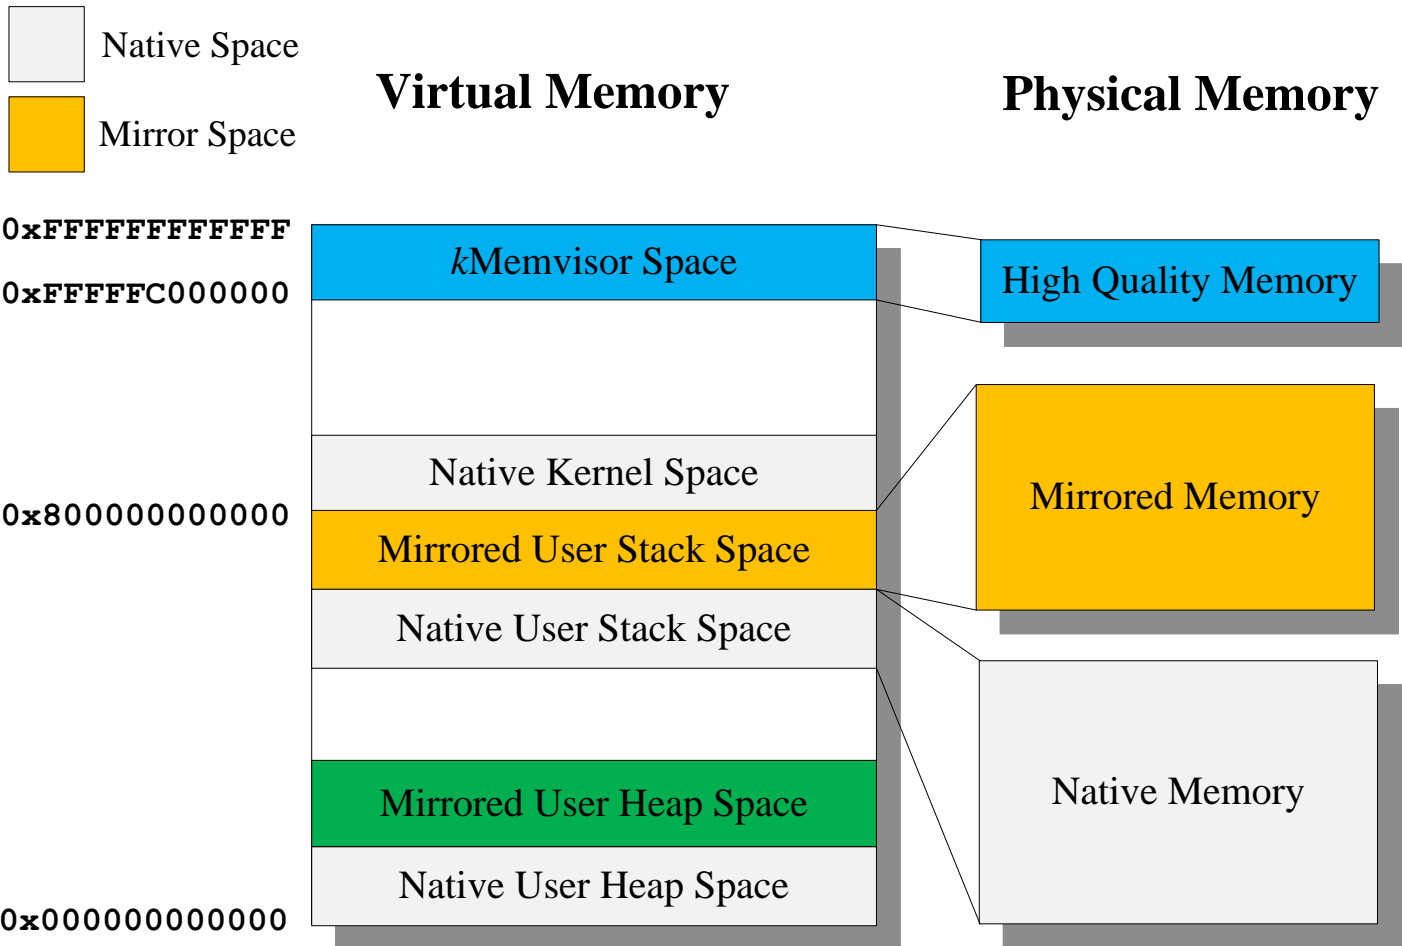 Native Space
Mirror Space
Virtual Memory
Physical Memory
0xFFFFFFFFFFFF
0xFFFFFC000000
0x800000000000
0x000000000000
kMemvisor Space
Native Kernel Space
Mirrored User Stack Space
Native User Stack Space
Mirrored User Heap Space
Native User Heap Space
High Quality Memory
Mirrored Memory
Native Memory